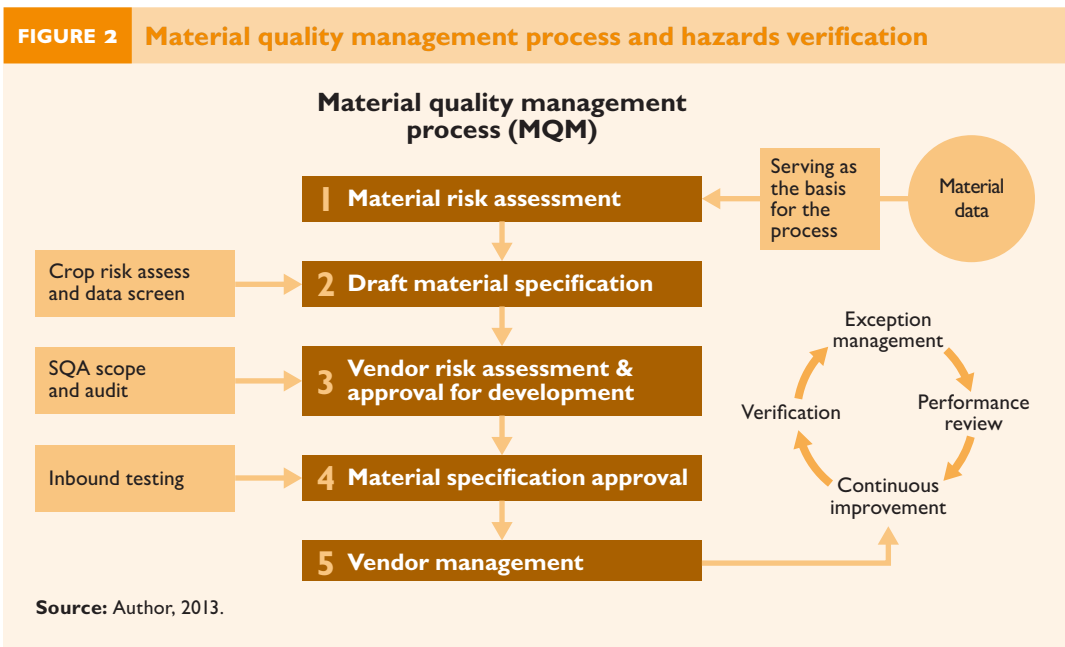 FIGURE 2
Material quality management process and hazards verification
Material quality management
process (MQM)
1 Material risk assessment
Serving as
the basis
for the
process
Material
data
Crop risk assess
and data screen
2 Draft material specification
SQA scope
and audit
3 Vendor risk assessment &
approval for development
Inbound testing
4 Material specification approval
5 Vendor management
Exception
management
Performance
review
Continuous
improvement
Verification
Source: Author, 2013.